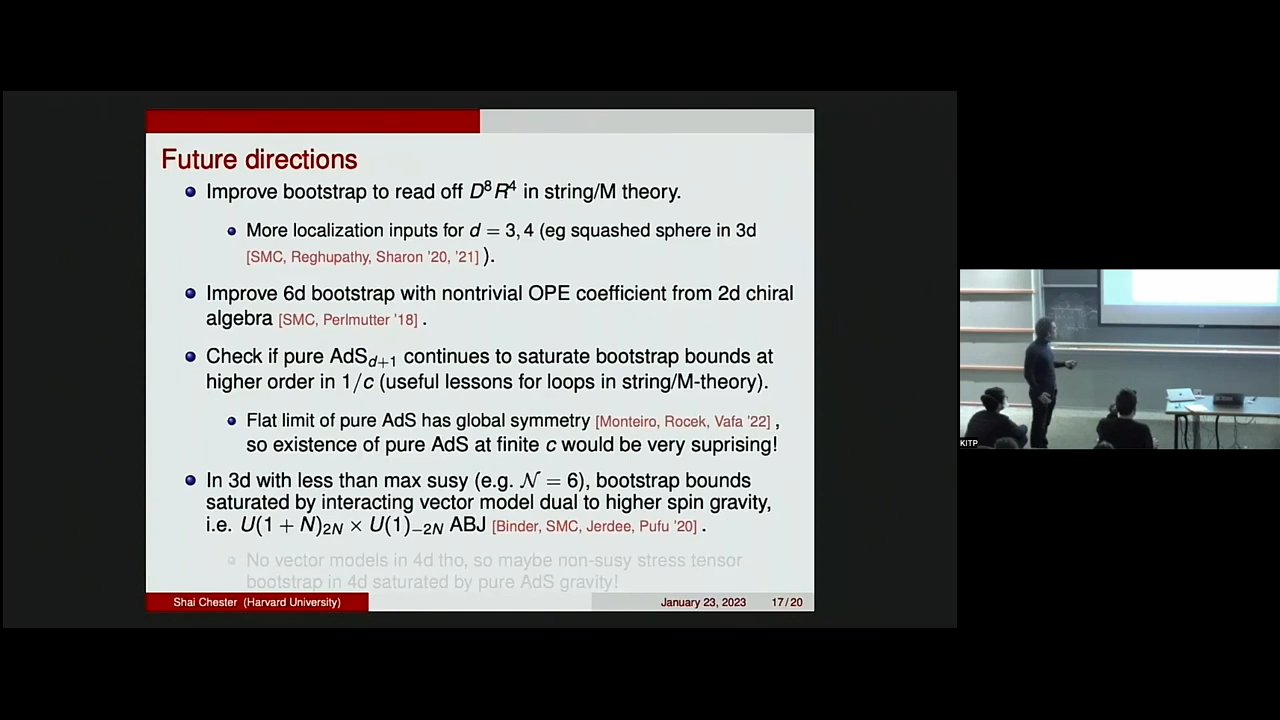 Future directions
Improve bootstrap to read off D⁸R⁴ in string/M theory.
More localization inputs for d = 3, 4 (eg squashed sphere in 3d
[SMC, Reghupathy, Sharon '20, '21] ).
Improve 6d bootstrap with nontrivial OPE coefficient from 2d chiral
algebra [SMC, Perlmutter '18] .
Check if pure AdS_{d+1} continues to saturate bootstrap bounds at
higher order in 1/c (useful lessons for loops in string/M-theory).
Flat limit of pure AdS has global symmetry [Monteiro, Rocek, Vafa '22] ,
so existence of pure AdS at finite c would be very suprising!
In 3d with less than max susy (e.g. 𝒩 = 6), bootstrap bounds
saturated by interacting vector model dual to higher spin gravity,
i.e. U(1 + N)_{2N} × U(1)_{−2N} ABJ [Binder, SMC, Jerdee, Pufu '20] .
No vector models in 4d tho, so maybe non-susy stress tensor
bootstrap in 4d saturated by pure AdS gravity!
Shai Chester (Harvard University) January 23, 2023 17/20
KITP